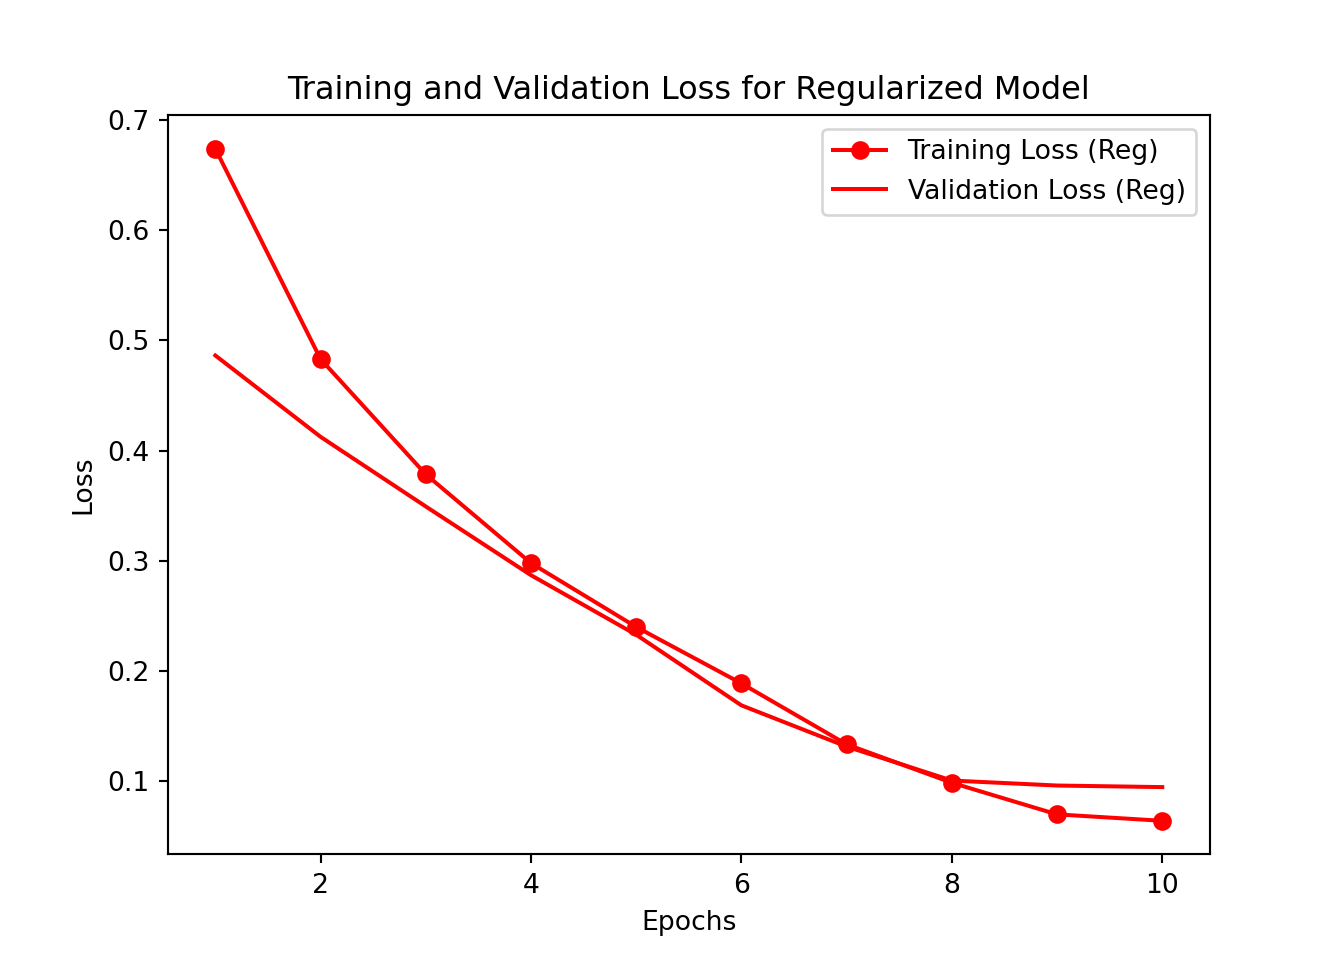 Training and Validation Loss for Regularized Model
Training Loss (Reg)
Validation Loss (Reg)
Loss
0.7
0.6
0.5
0.4
0.3
0.2
0.1
2 4 6 8 10
Epochs